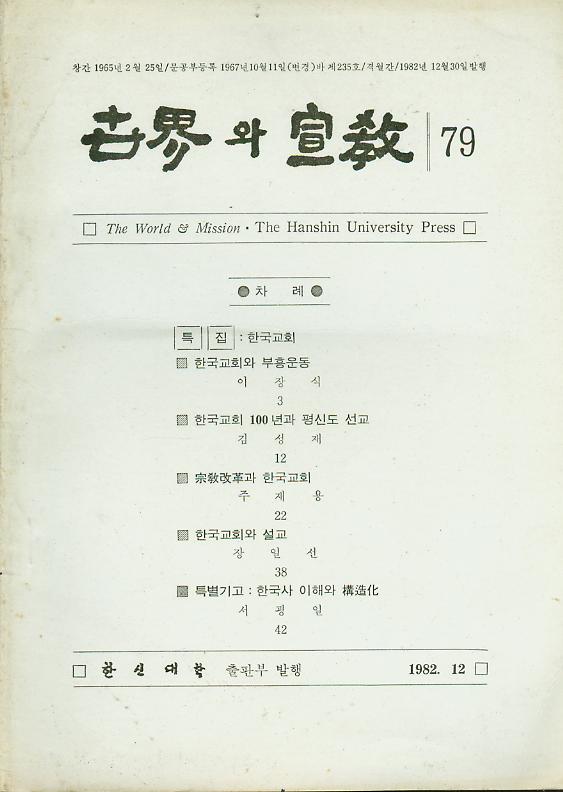 창간 1965년 2월 25일/문공부등록 1967년10월11일(변경)바 제235호/격월간/1982년 12월30일발행
世界와 宣敎 79
□ The World & Mission · The Hanshin University Press □
● 차 례 ●
특 집 : 한국교회
▨ 한국교회와 부흥운동
이 장 식
3
▨ 한국교회 100년과 평신도 선교
김 성 재
12
▨ 宗敎改革과 한국교회
주 재 용
22
▨ 한국교회와 설교
장 일 선
38
▨ 특별기고 : 한국사 이해와 構造化
서 굉 일
42
□ 한신대학 출판부 발행 1982. 12 □